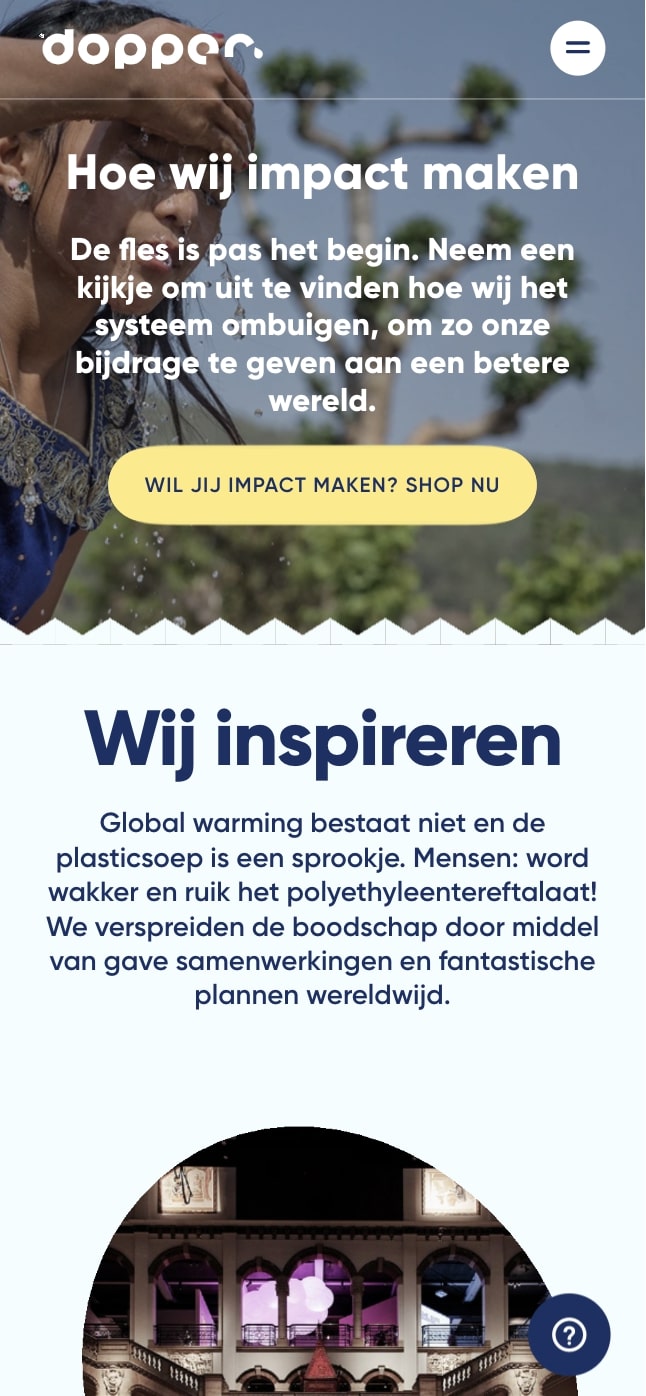 dopper.
Hoe wij impact maken
De fles is pas het begin. Neem een
kijkje om uit te vinden hoe wij het
systeem ombuigen, om zo onze
bijdrage te geven aan een betere
wereld.
WIL JIJ IMPACT MAKEN? SHOP NU
Wij inspireren
Global warming bestaat niet en de
plasticsoep is een sprookje. Mensen: word
wakker en ruik het polyethyleentereftalaat!
We verspreiden de boodschap door middel
van gave samenwerkingen en fantastische
plannen wereldwijd.
?